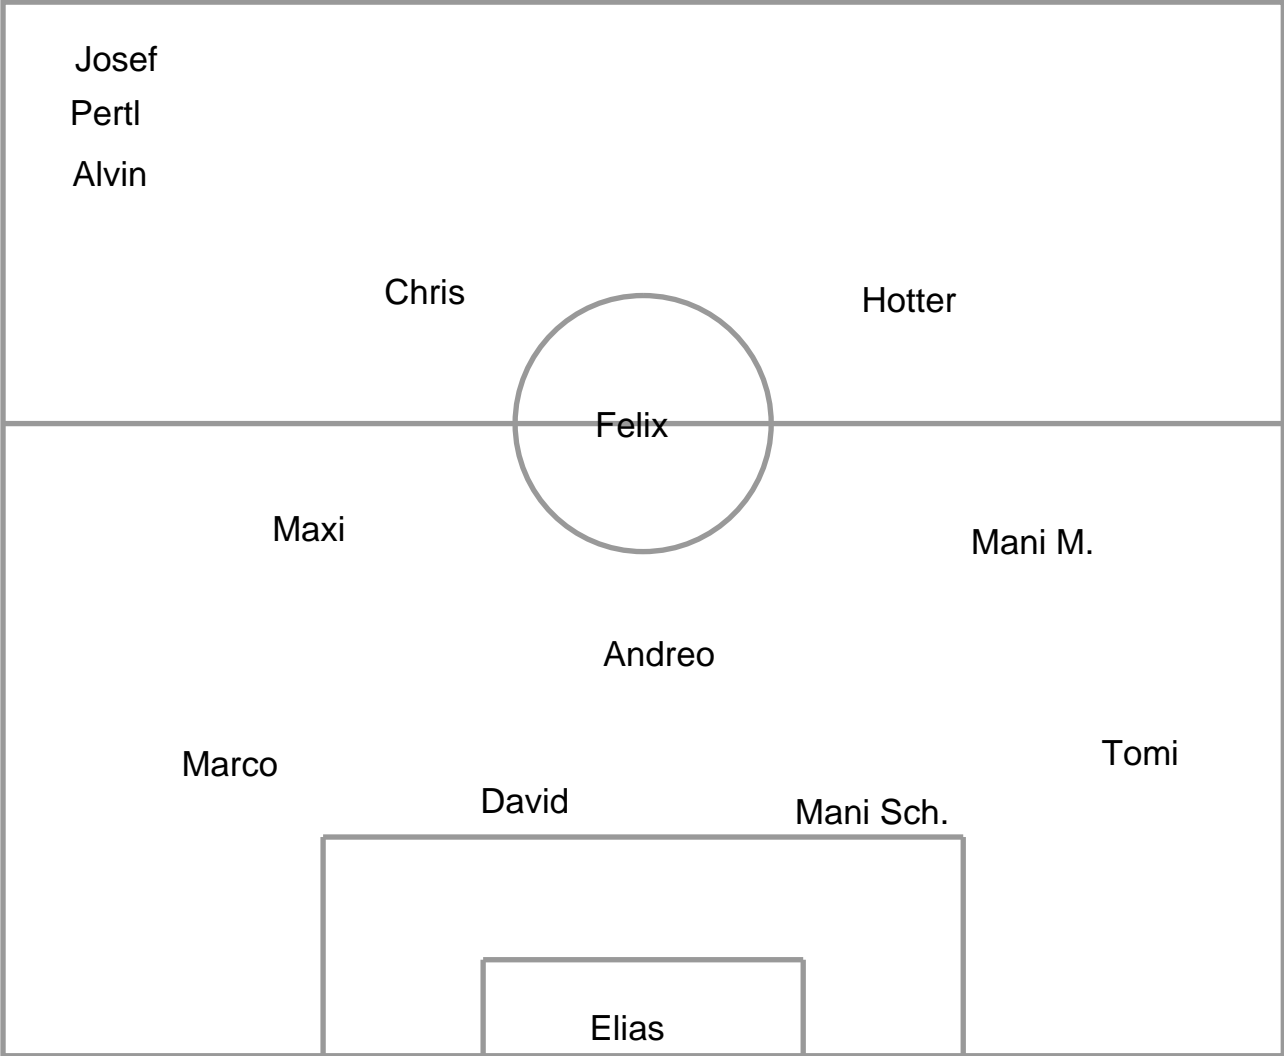 Josef
Pertl
Alvin
Chris
Hotter
Felix
Maxi
Mani M.
Andreo
Marco
Tomi
David
Mani Sch.
Elias